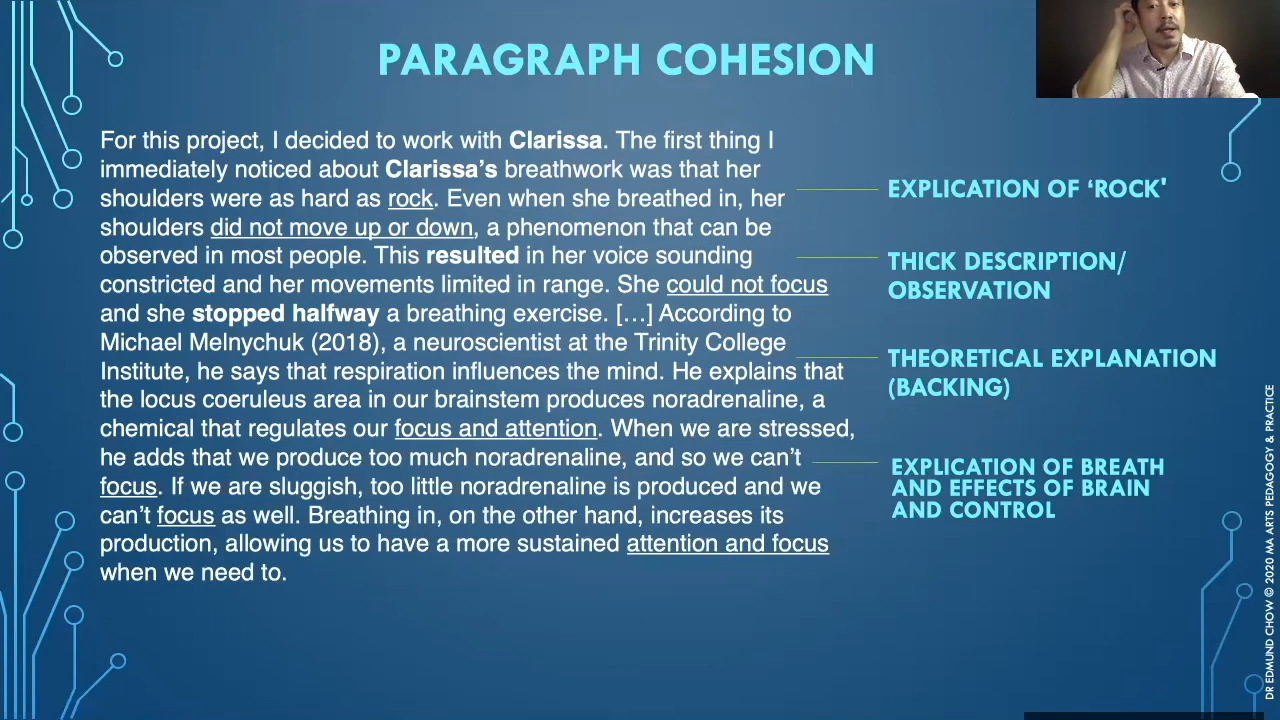 PARAGRAPH COHESION
For this project, I decided to work with Clarissa. The first thing I
immediately noticed about Clarissa’s breathwork was that her
shoulders were as hard as rock. Even when she breathed in, her
shoulders did not move up or down, a phenomenon that can be
observed in most people. This resulted in her voice sounding
constricted and her movements limited in range. She could not focus
and she stopped halfway a breathing exercise. […] According to
Michael Melnychuk (2018), a neuroscientist at the Trinity College
Institute, he says that respiration influences the mind. He explains that
the locus coeruleus area in our brainstem produces noradrenaline, a
chemical that regulates our focus and attention. When we are stressed,
he adds that we produce too much noradrenaline, and so we can’t
focus. If we are sluggish, too little noradrenaline is produced and we
can’t focus as well. Breathing in, on the other hand, increases its
production, allowing us to have a more sustained attention and focus
when we need to.
EXPLICATION OF ‘ROCK'
THICK DESCRIPTION/
OBSERVATION
THEORETICAL EXPLANATION
(BACKING)
EXPLICATION OF BREATH
AND EFFECTS OF BRAIN
AND CONTROL
DR EDMUND CHOW © 2020 MA ARTS PEDAGOGY & PRACTICE